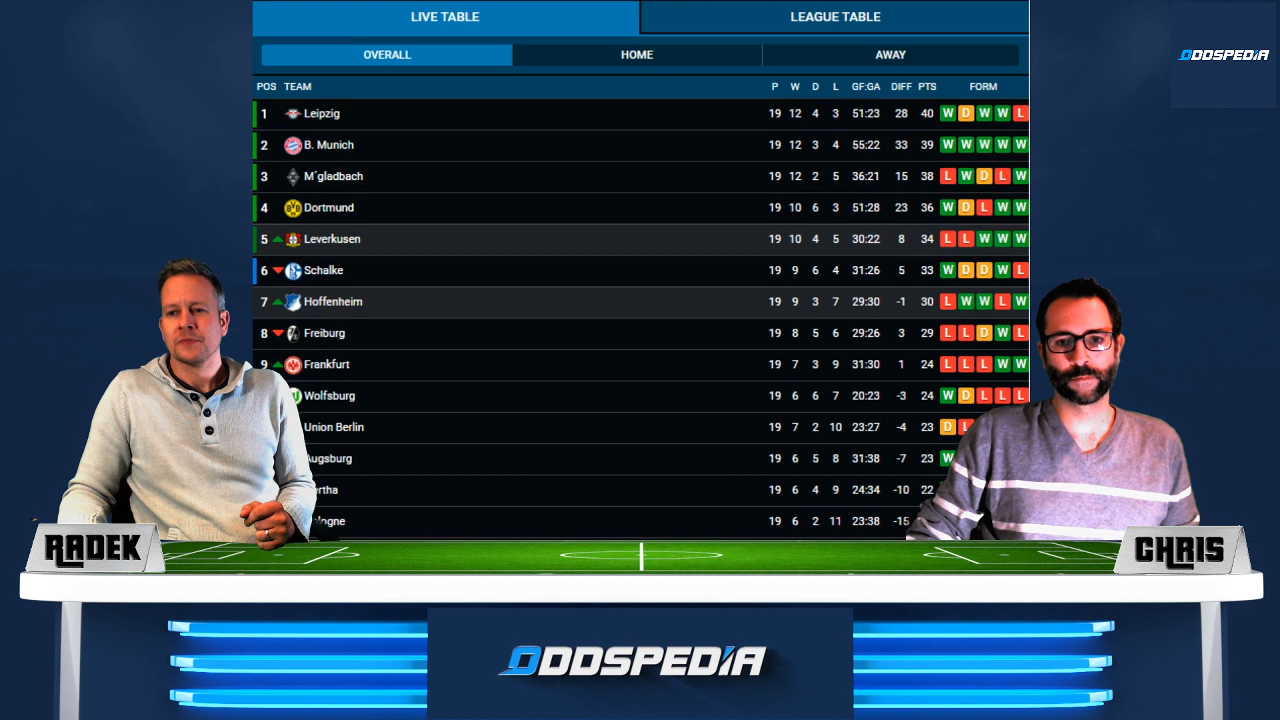 LIVE TABLE LEAGUE TABLE
ODDSPEDIA
OVERALL HOME AWAY
POS TEAM P W D L GF:GA DIFF PTS FORM
1 Leipzig 19 12 4 3 51:23 28 40 W D W W L
2 B. Munich 19 12 3 4 55:22 33 39 W W W W W
3 M´gladbach 19 12 2 5 36:21 15 38 L W D L W
4 Dortmund 19 10 6 3 51:28 23 36 W D L W W
5 Leverkusen 19 10 4 5 30:22 8 34 L L W W W
6 Schalke 19 9 6 4 31:26 5 33 W D D W L
7 Hoffenheim 19 9 3 7 29:30 -1 30 L W W L W
8 Freiburg 19 8 5 6 29:26 3 29 L L D W L
9 Frankfurt 19 7 3 9 31:30 1 24 L L L W W
Wolfsburg 19 6 6 7 20:23 -3 24 W D L L L
Union Berlin 19 7 2 10 23:27 -4 23 D L
Augsburg 19 6 5 8 31:38 -7 23 W
ertha 19 6 4 9 24:34 -10 22
logne 19 6 2 11 23:38 -15
RADEK
CHRIS
ODDSPEDIA